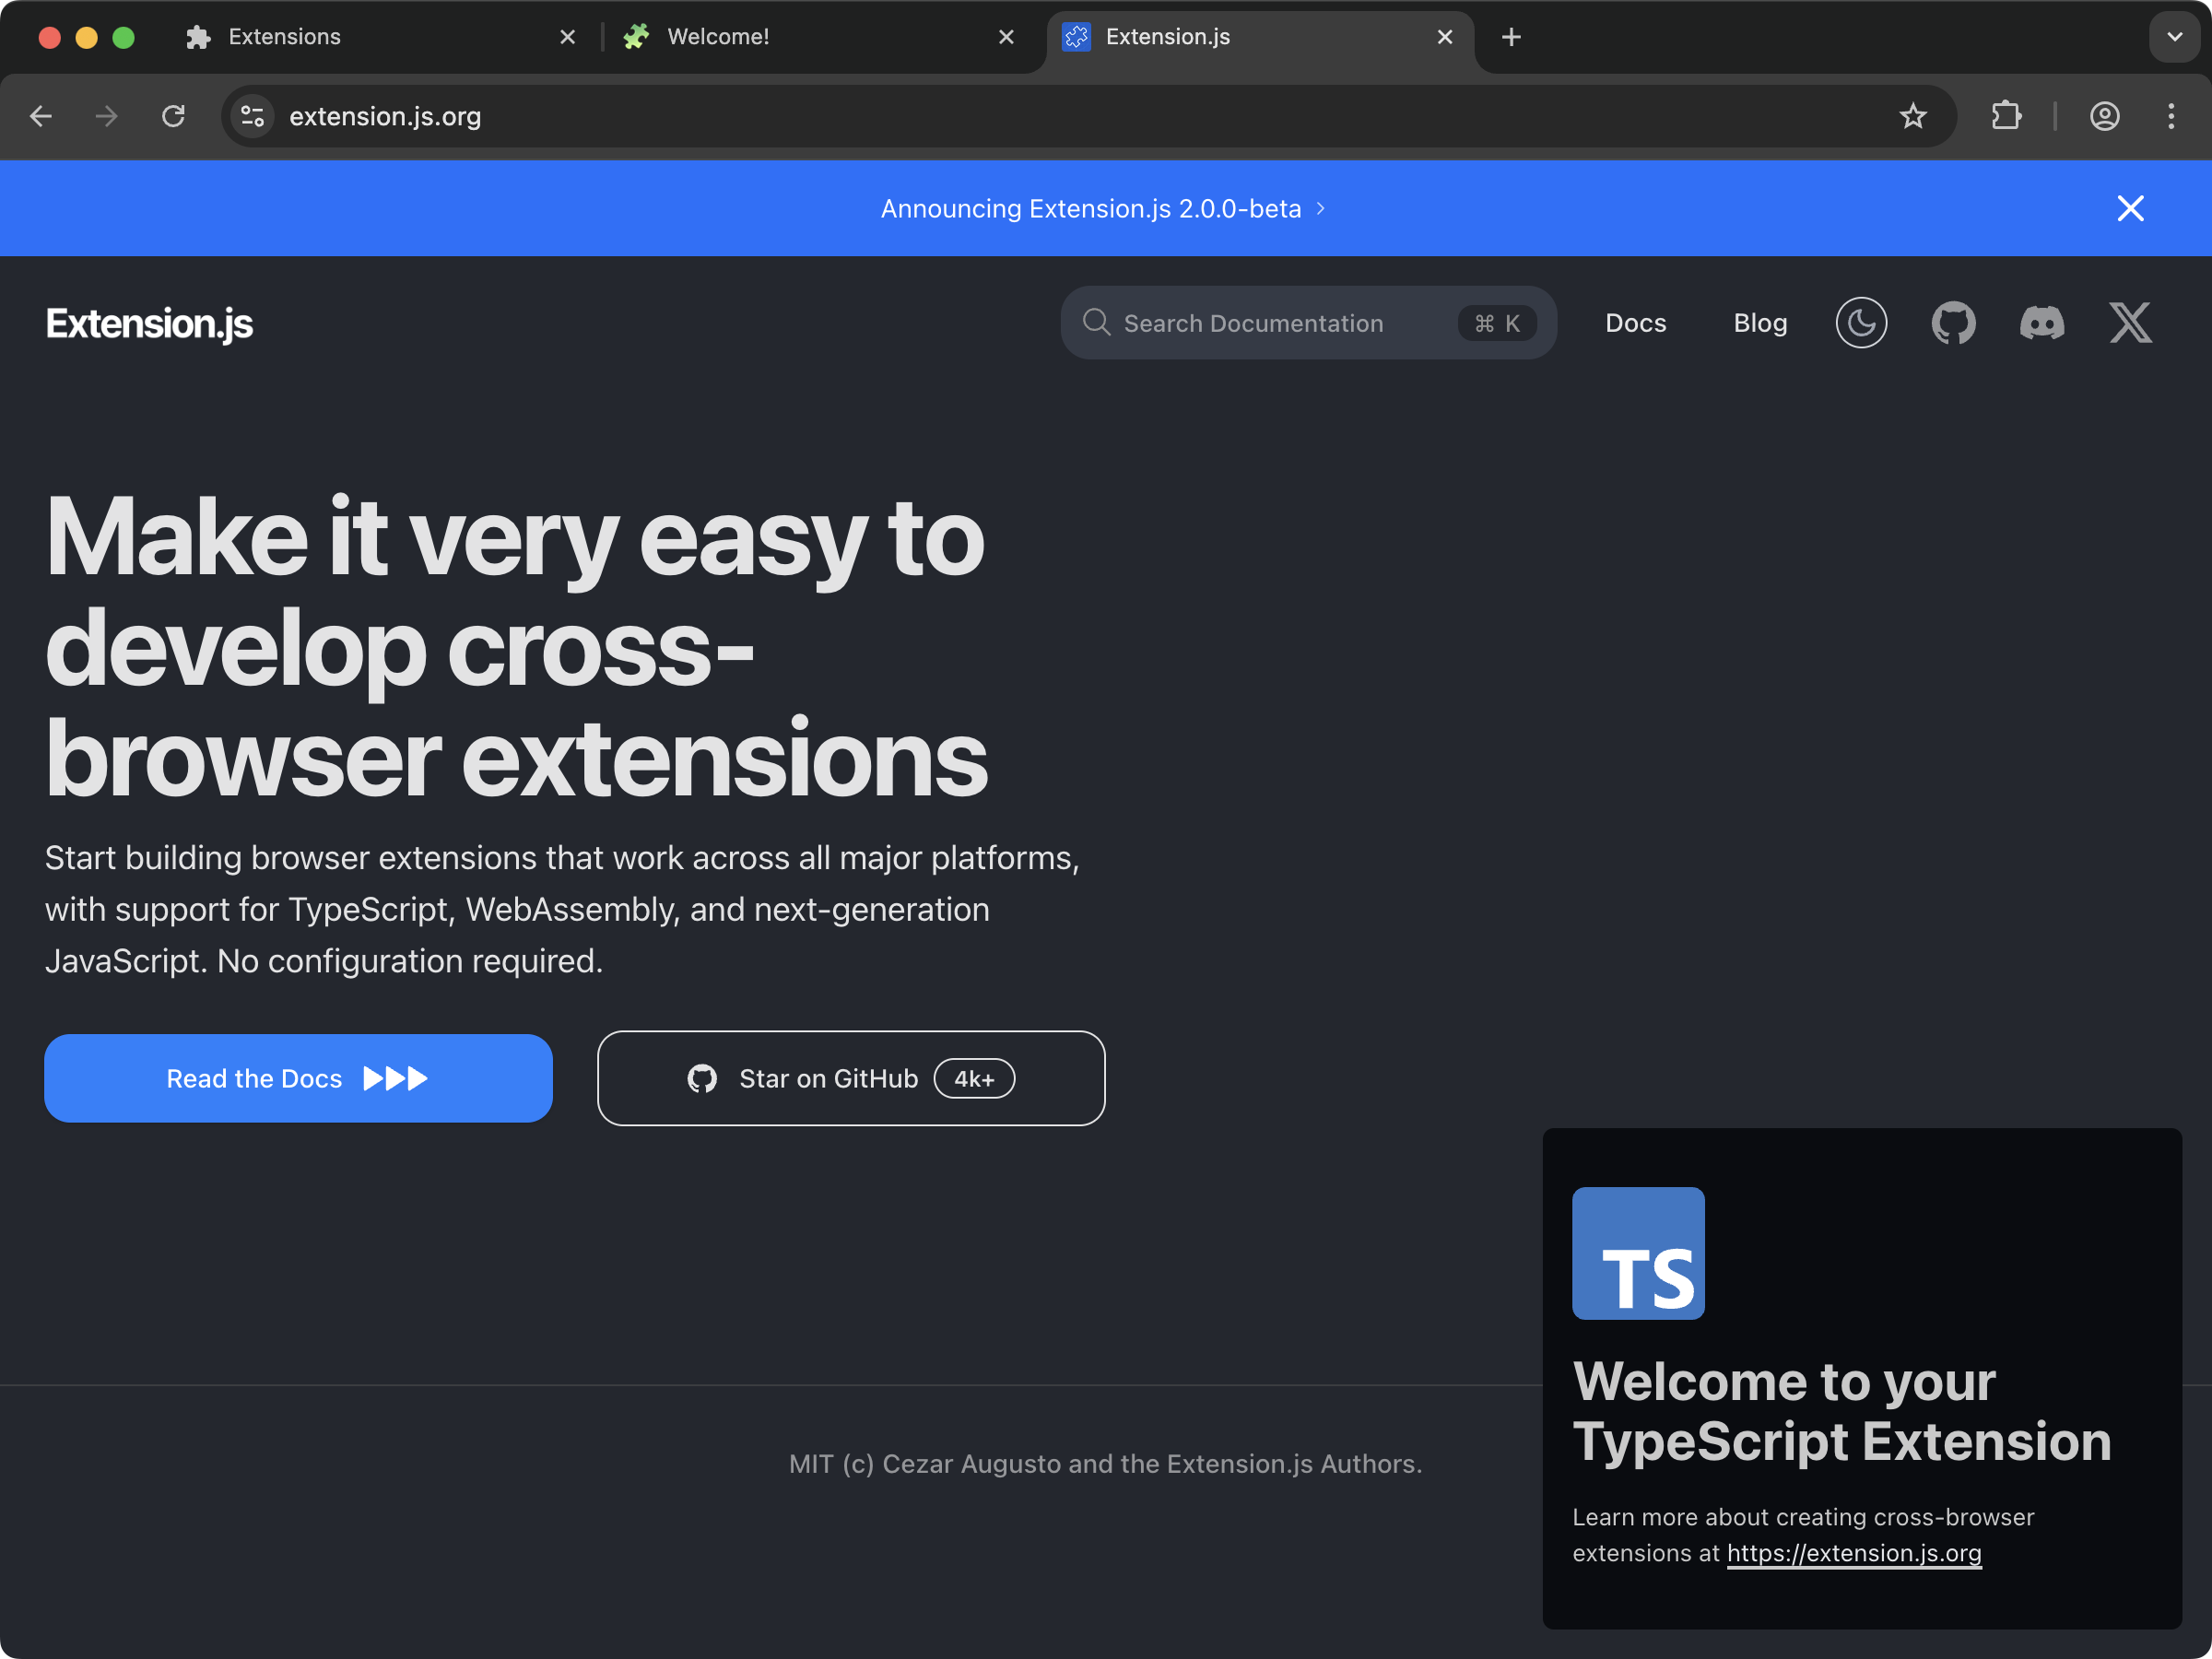 Extensions
Welcome!
Extension.js
extension.js.org
Announcing Extension.js 2.0.0-beta
Extension.js
Search Documentation
⌘ K
Docs
Blog
Make it very easy to
develop cross-
browser extensions
Start building browser extensions that work across all major platforms,
with support for TypeScript, WebAssembly, and next-generation
JavaScript. No configuration required.
Read the Docs
Star on GitHub 4k+
TS
Welcome to your
TypeScript Extension
Learn more about creating cross-browser
extensions at https://extension.js.org
MIT (c) Cezar Augusto and the Extension.js Authors.